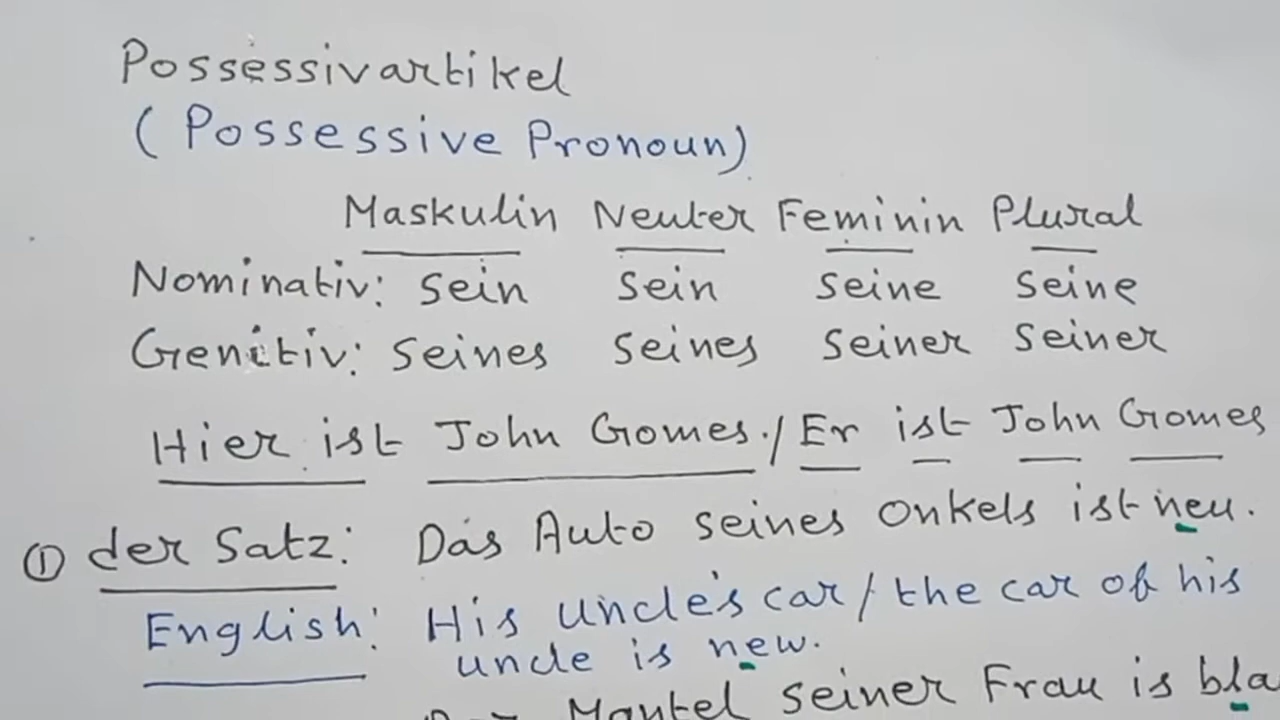 Possessivartikel
(Possessive Pronoun)
Maskulin Neuter Feminin Plural
Nominativ: sein sein seine seine
Genitiv: seines seines seiner seiner
Hier ist John Gomes./Er ist John Gomes
① der Satz: Das Auto seines Onkels ist neu.
English: His uncle's car/the car of his
uncle is new.
Mantel seiner Frau is bla